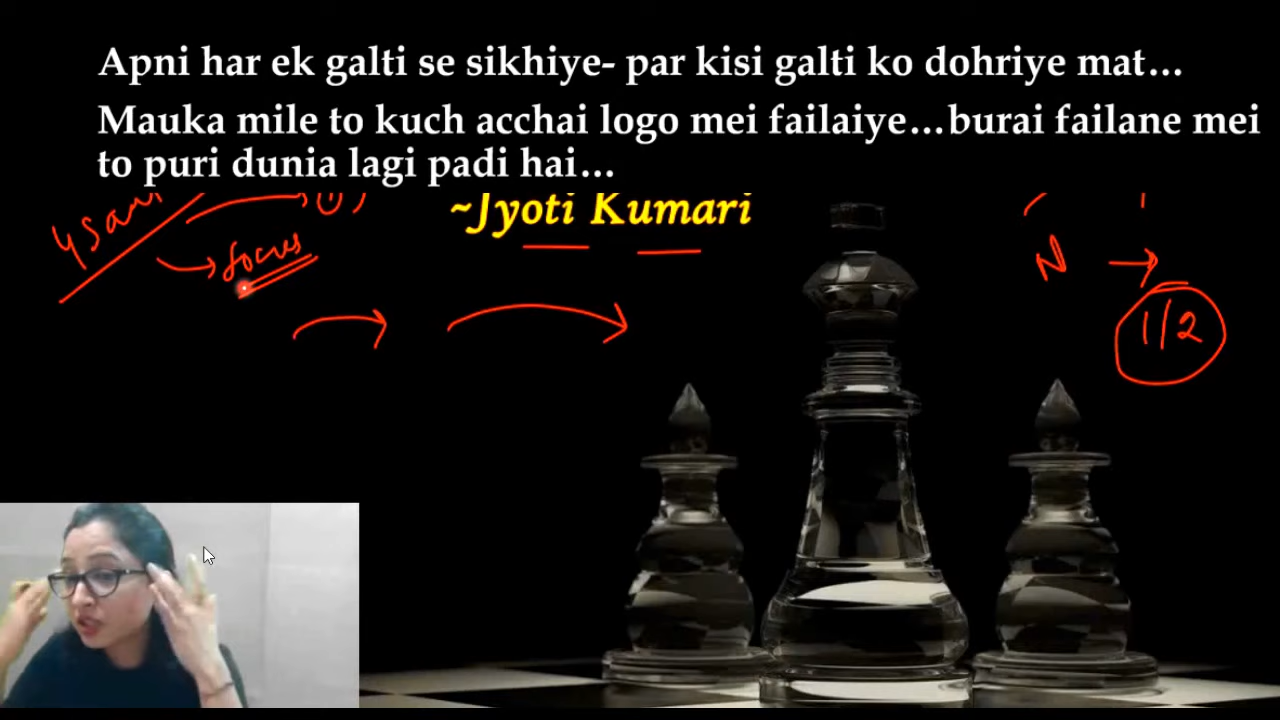 Apni har ek galti se sikhiye- par kisi galti ko dohriye mat...
Mauka mile to kuch acchai logo mei failaiye...burai failane mei
to puri dunia lagi padi hai...
~Jyoti Kumari
focus
N
1/2